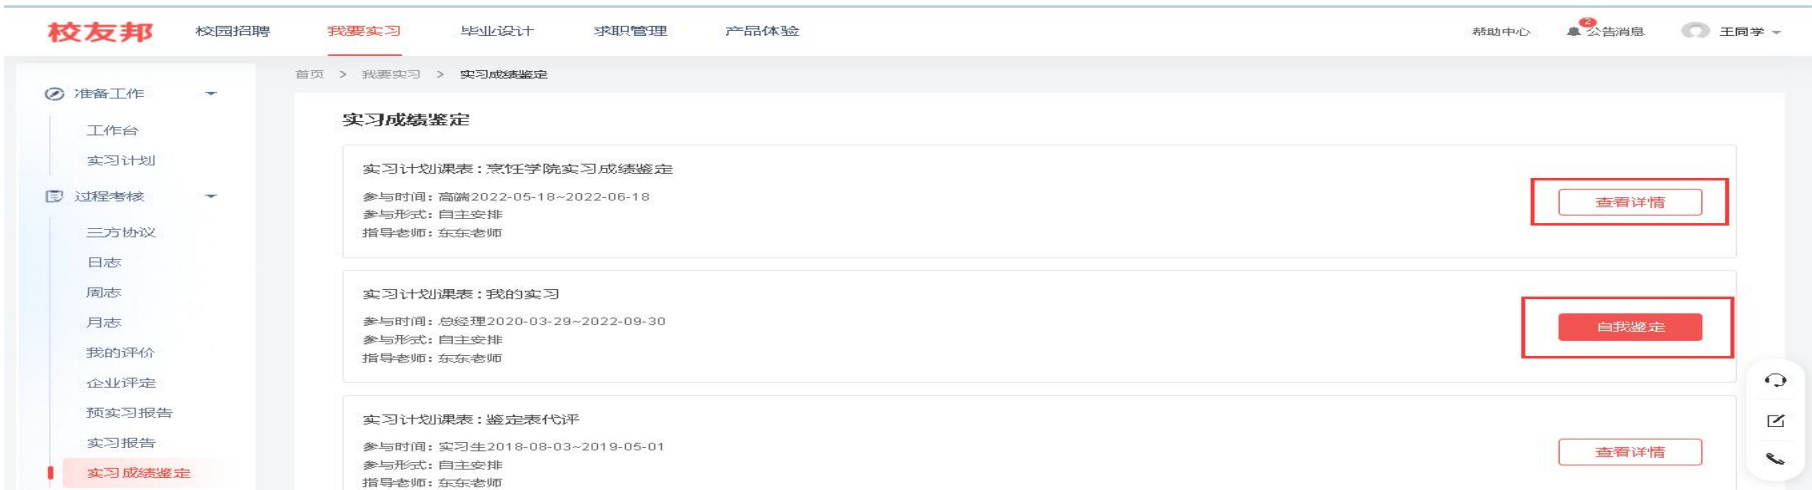 校友邦 校园招聘 我要实习 毕业设计 求职管理 产品体验 帮助中心 2 公告消息 王同学
首页 > 我要实习 > 实习成绩鉴定
准备工作
工作台
实习计划
过程考核
三方协议
日志
周志
月志
我的评价
企业评定
预实习报告
实习报告
实习成绩鉴定
实习成绩鉴定
实习计划课表:烹饪学院实习成绩鉴定
参与时间:高端2022-05-18~2022-06-18
参与形式:自主安排
指导老师:东东老师
查看详情
实习计划课表:我的实习
参与时间:总经理2020-03-29~2022-09-30
参与形式:自主安排
指导老师:东东老师
自我鉴定
实习计划课表:鉴定表代评
参与时间:实习生2018-08-03~2019-05-01
参与形式:自主安排
指导老师:东东老师
查看详情